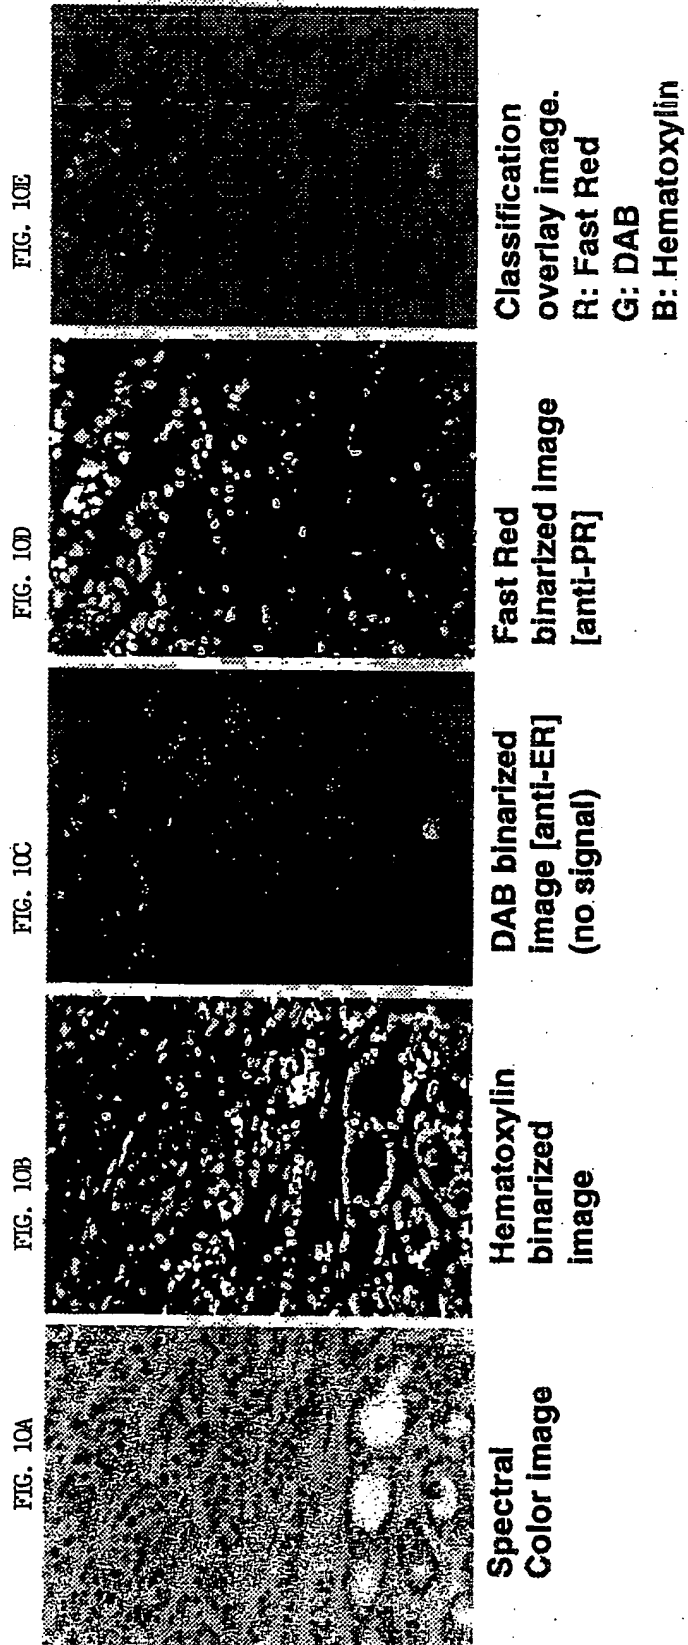 FIG. 10A
Spectral
Color image
FIG. 10B
Hematoxylin
binarized
image
FIG. 10C
DAB binarized
image [anti-ER]
(no signal)
FIG. 10D
Fast Red
binarized image
[anti-PR]
FIG. 10E
Classification
overlay image.
R: Fast Red
G: DAB
B: Hematoxylin